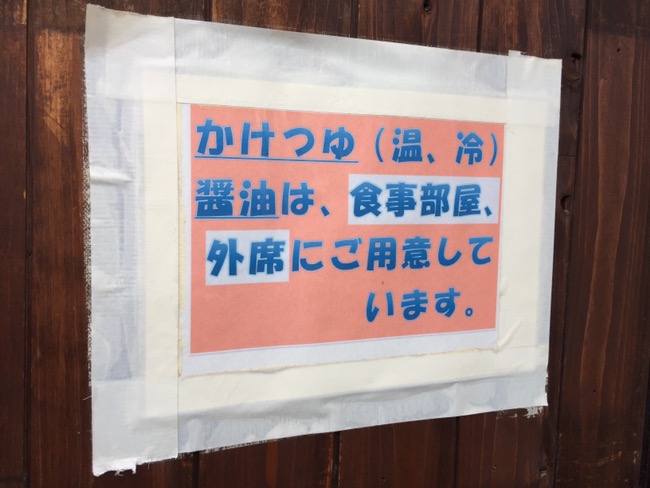 かけつゆ（温、冷）
醤油は、食事部屋、
外席にご用意して
います。